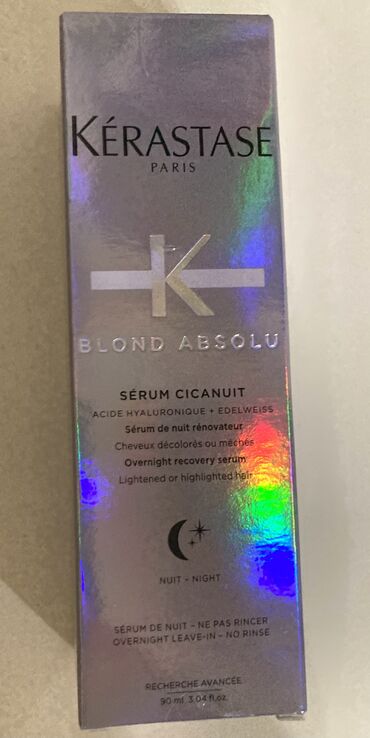 KÉRASTASE
PARIS
K
BLOND ABSOLU
SÉRUM CICANUIT
ACIDE HYALURONIQUE + EDELWEISS
Sérum de nuit rénovateur
Cheveux décolorés ou méchés
Overnight recovery serum
Lightened or highlighted hair
NUIT - NIGHT
SÉRUM DE NUIT – NE PAS RINCER
OVERNIGHT LEAVE-IN – NO RINSE
RECHERCHE AVANCÉE
90 ml 3.04 fl.oz.